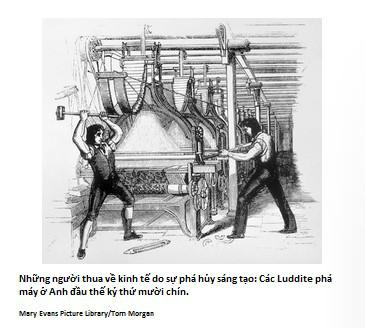 Những người thua về kinh tế do sự phá hủy sáng tạo: Các Luddite phá
máy ở Anh đầu thế kỷ thứ mười chín.
Mary Evans Picture Library/Tom Morgan